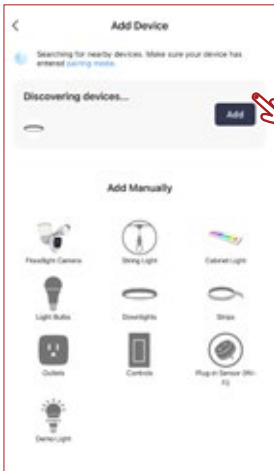 Add Device
Searching for nearby devices. Make sure your device has
entered pairing mode.
Discovering devices...
Add
Add Manually
Floodlight Camera
String Light
Cabinet Light
Light Bulbs
Downlights
Strips
Outlets
Controls
Plug-in Sensor (Wi-
Fi)
Demo Light